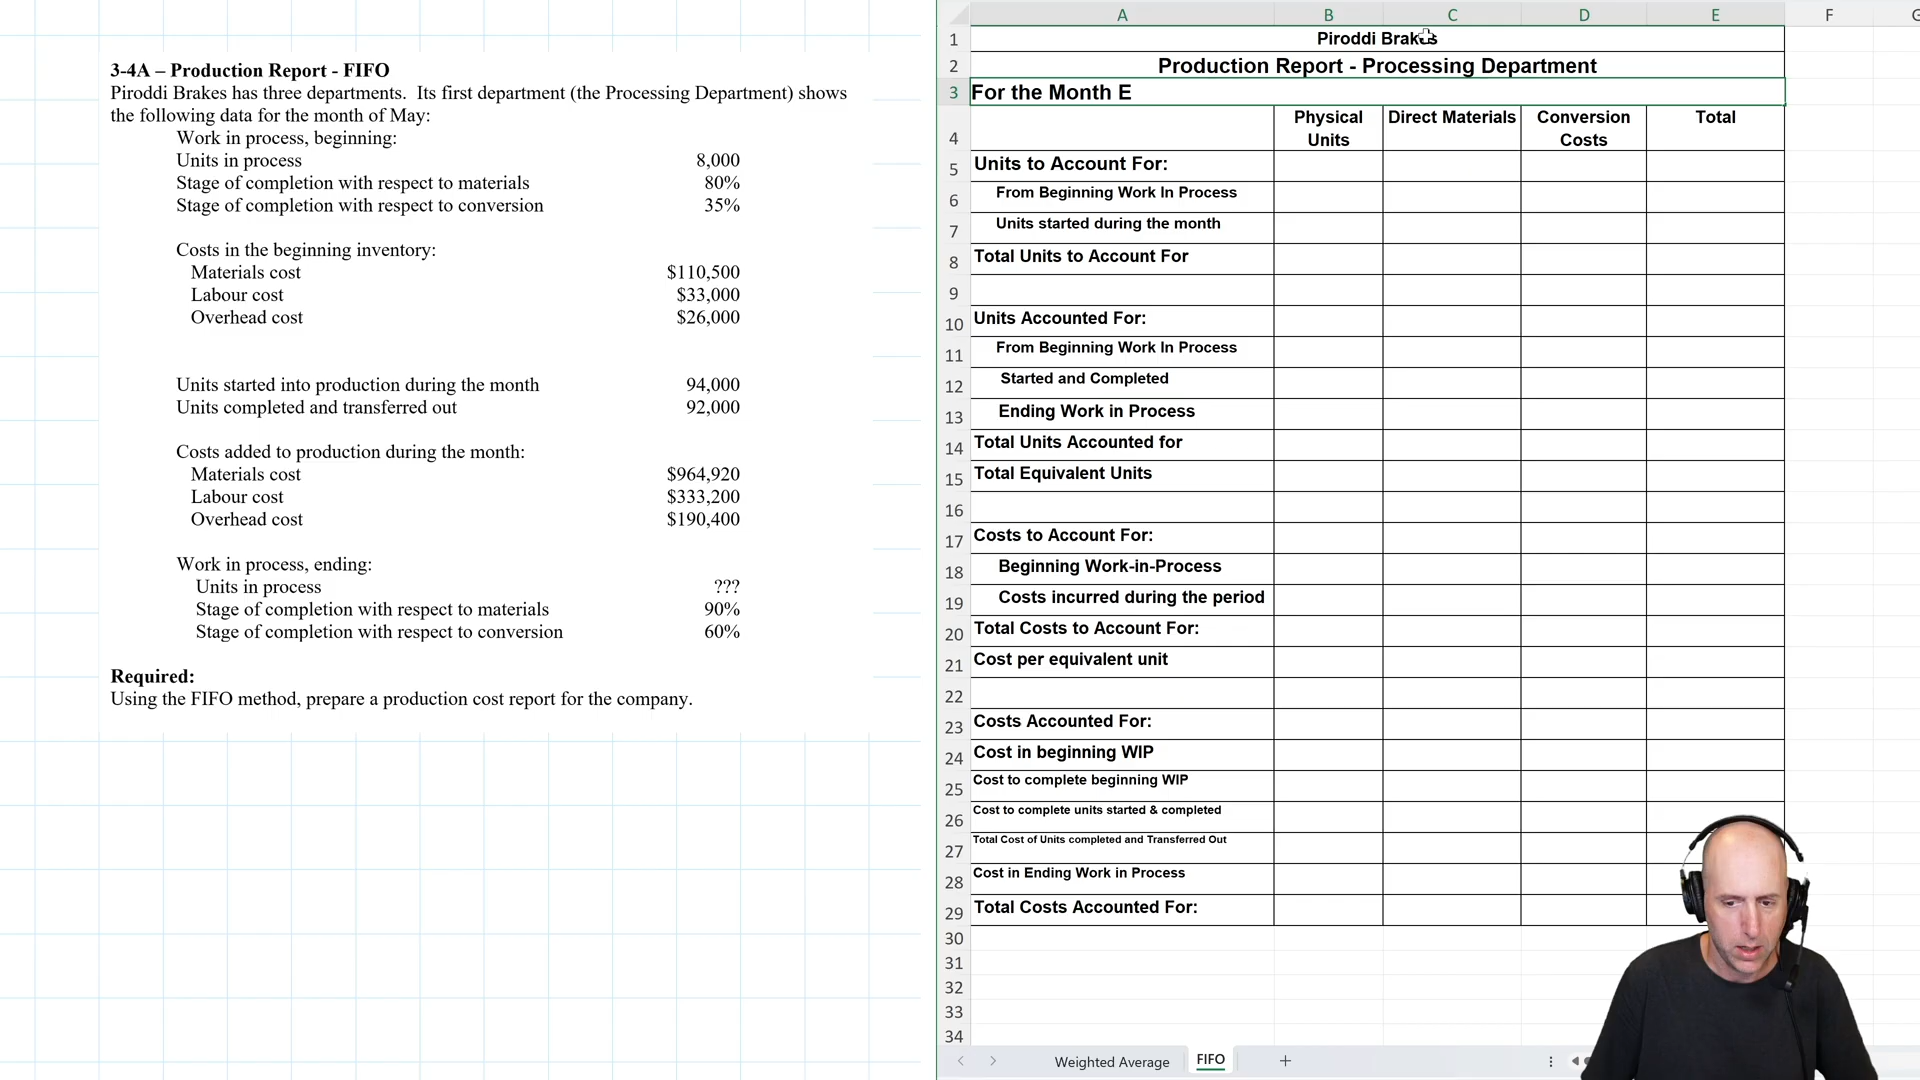 3-4A – Production Report - FIFO
Piroddi Brakes has three departments.  Its first department (the Processing Department) shows
the following data for the month of May:
Work in process, beginning:
Units in process 8,000
Stage of completion with respect to materials 80%
Stage of completion with respect to conversion 35%
Costs in the beginning inventory:
Materials cost $110,500
Labour cost $33,000
Overhead cost $26,000
Units started into production during the month 94,000
Units completed and transferred out 92,000
Costs added to production during the month:
Materials cost $964,920
Labour cost $333,200
Overhead cost $190,400
Work in process, ending:
Units in process ???
Stage of completion with respect to materials 90%
Stage of completion with respect to conversion 60%
Required:
Using the FIFO method, prepare a production cost report for the company.
A B C D E F G
1 Piroddi Brakes
2 Production Report - Processing Department
3 For the Month E
4 Physical Units Direct Materials Conversion Costs Total
5 Units to Account For:
6 From Beginning Work In Process
7 Units started during the month
8 Total Units to Account For
9
10 Units Accounted For:
11 From Beginning Work In Process
12 Started and Completed
13 Ending Work in Process
14 Total Units Accounted for
15 Total Equivalent Units
16
17 Costs to Account For:
18 Beginning Work-in-Process
19 Costs incurred during the period
20 Total Costs to Account For:
21 Cost per equivalent unit
22
23 Costs Accounted For:
24 Cost in beginning WIP
25 Cost to complete beginning WIP
26 Cost to complete units started & completed
27 Total Cost of Units completed and Transferred Out
28 Cost in Ending Work in Process
29 Total Costs Accounted For:
30
31
32
33
34
Weighted Average FIFO +